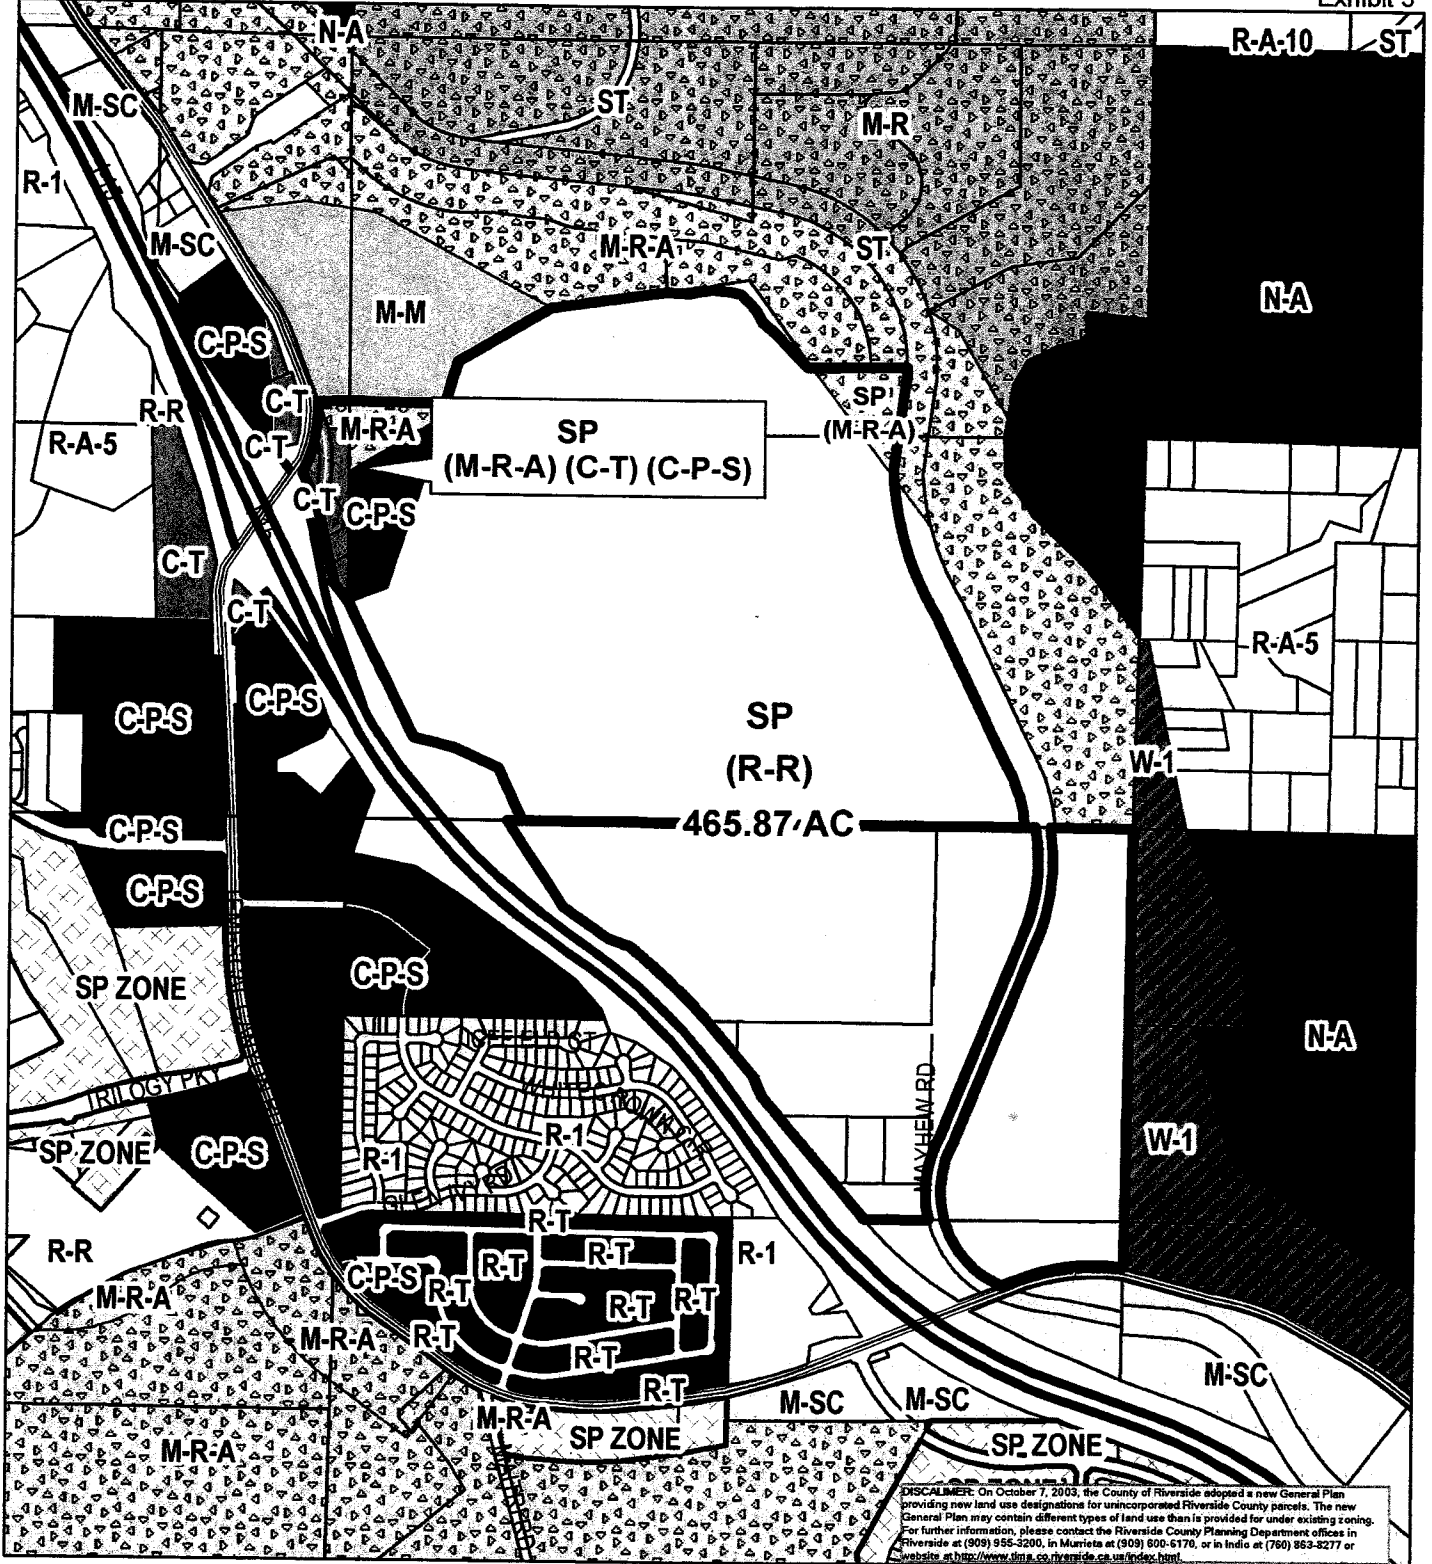 Exhibit 5
N-A
R-A-10
ST
M-SC
ST
M-R
R-1
M-SC
M-R-A
ST
N-A
M-M
C-P-S
C-T
R-R
SP
(M-R-A)
M-R-A
SP
(M-R-A) (C-T) (C-P-S)
R-A-5
C-T
C-T
C-P-S
C-T
C-T
R-A-5
C-P-S
C-P-S
SP
(R-R)
465.87 AC
W-1
C-P-S
C-P-S
C-P-S
SP ZONE
N-A
TRILOGY PKY
MAYHEW RD
R-1
SP ZONE
C-P-S
R-1
W-1
GLEN IVY RD
R-T
R-R
R-T
R-T
R-1
C-P-S
R-T
R-T
R-T
M-R-A
M-R-A
R-T
R-T
R-T
M-SC
M-SC
M-SC
M-R-A
SP ZONE
SP ZONE
M-R-A
SP ZONE
DISCLAIMER: On October 7, 2003, the County of Riverside adopted a new General Plan
providing new land use designations for unincorporated Riverside County parcels. The new
General Plan may contain different types of land use than is provided for under existing zoning.
For further information, please contact the Riverside County Planning Department offices in
Riverside at (909) 955-3200, in Murrieta at (909) 600-6170, or in Indio at (760) 863-8277 or
website at http://www.tlma.co.riverside.ca.us/index.html.